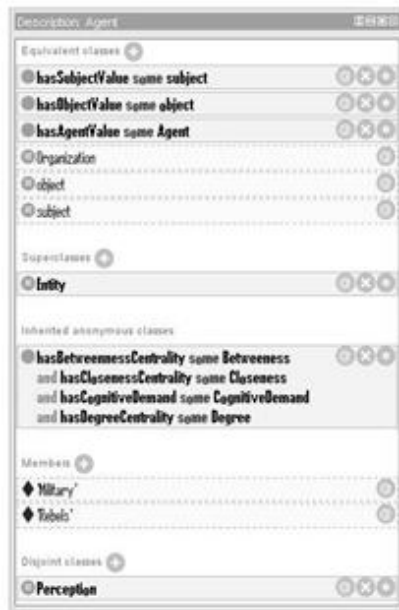 Description: Agent
Equivalent classes
hasSubjectValue some subject
hasObjectValue some object
hasAgentValue some Agent
Organization
object
subject
Superclasses
Entity
Inherited anonymous classes
hasBetweennessCentrality some Betweeness
and hasClosenessCentrality some Closeness
and hasCognitiveDemand some CognitiveDemand
and hasDegreeCentrality some Degree
Members
'Military'
'Rebels'
Disjoint classes
Perception